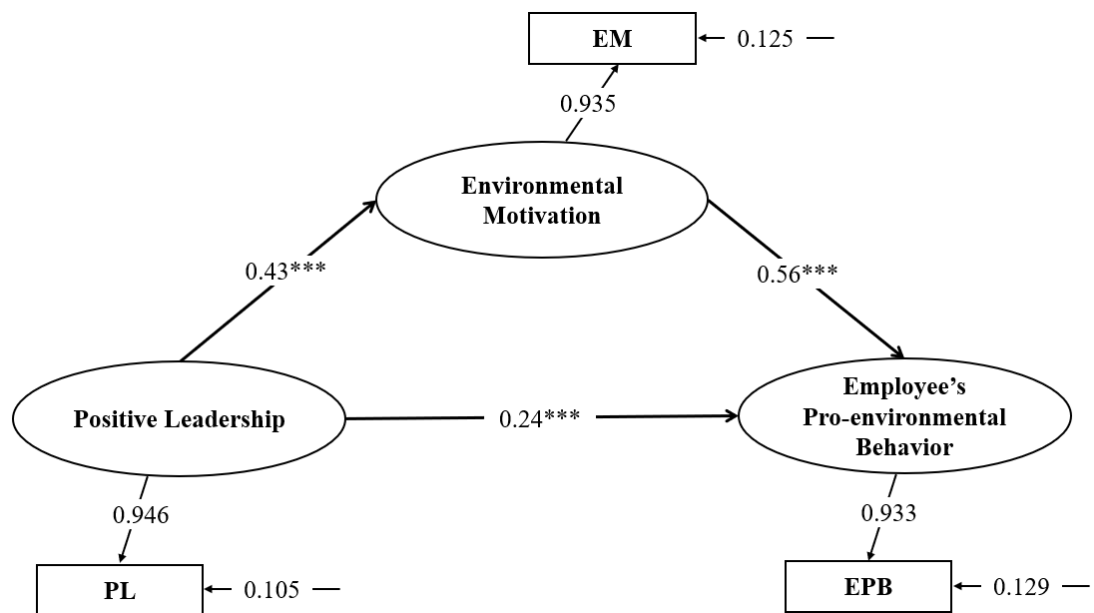 EM
0.125
0.935
Environmental
Motivation
0.43***
0.56***
Positive Leadership
0.24***
Employee’s
Pro-environmental
Behavior
0.946
0.933
PL
0.105
EPB
0.129